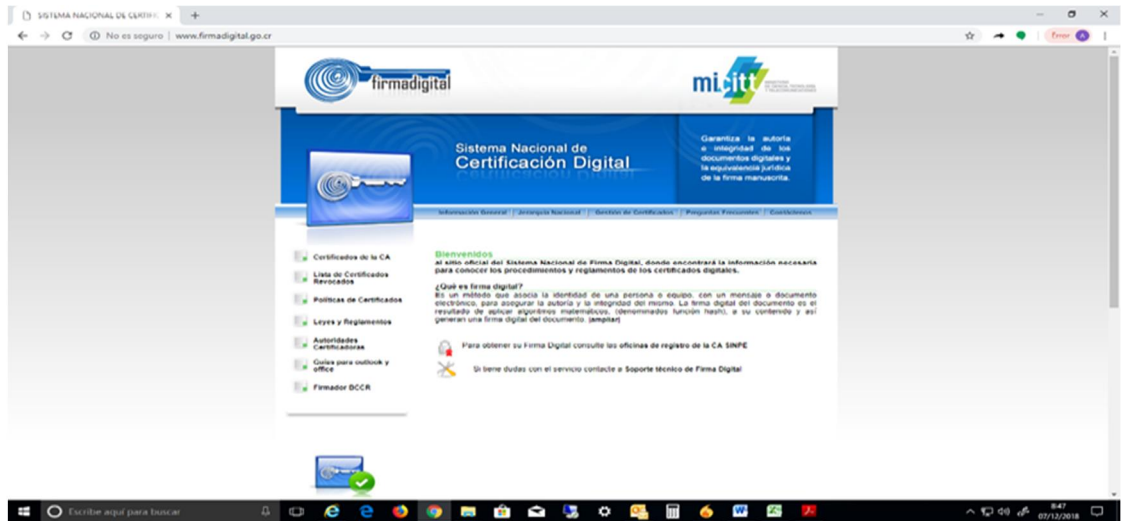 SISTEMA NACIONAL DE CERTIFIC
No es seguro | www.firmadigital.go.cr
Error
A
firmadigital
micitt
Sistema Nacional de
Certificación Digital
Garantiza la autoría
e integridad de los
documentos digitales y
la equivalencia jurídica
de la firma manuscrita.
Información General | Jerarquía Nacional | Gestión de Certificados | Preguntas Frecuentes | Contáctenos
Certificados de la CA
Lista de Certificados
Revocados
Políticas de Certificados
Leyes y Reglamentos
Autoridades
Certificadoras
Guías para outlook y
office
Firmador BCCR
Bienvenidos
al sitio oficial del Sistema Nacional de Firma Digital, donde encontrará la información necesaria
para conocer los procedimientos y reglamentos de los certificados digitales.
¿Qué es firma digital?
Es un método que asocia la identidad de una persona o equipo, con un mensaje o documento
electrónico, para asegurar la autoría y la integridad del mismo. La firma digital del documento es el
resultado de aplicar algoritmos matemáticos, (denominados función hash), a su contenido y así
generan una firma digital del documento. (ampliar)
Para obtener su Firma Digital consulte las oficinas de registro de la CA SINPE
Si tiene dudas con el servicio contacte a Soporte técnico de Firma Digital
Escribe aquí para buscar
8:47
07/12/2018